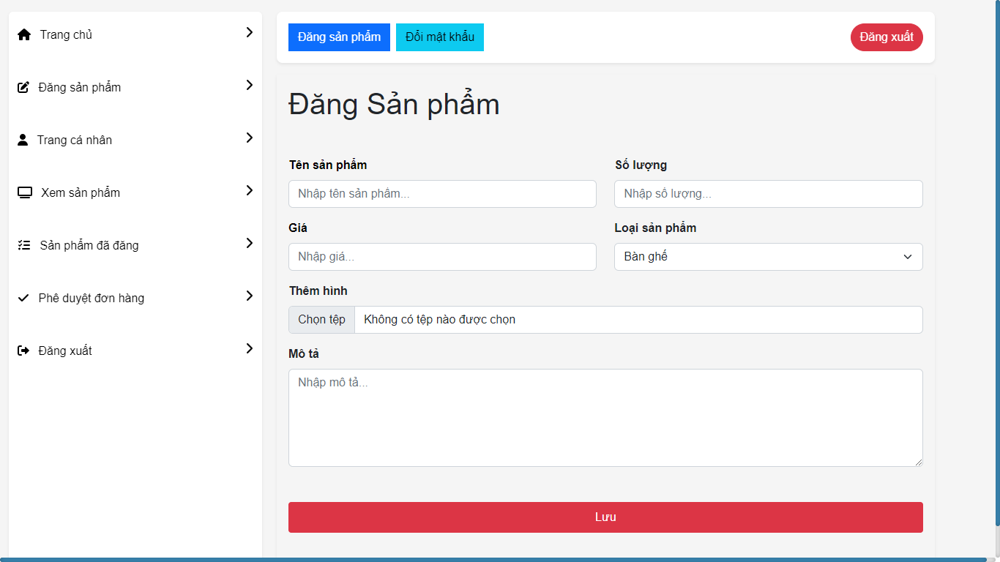 Trang chủ
Đăng sản phẩm
Trang cá nhân
Xem sản phẩm
Sản phẩm đã đăng
Phê duyệt đơn hàng
Đăng xuất
Đăng sản phẩm
Đổi mật khẩu
Đăng xuất
Đăng Sản phẩm
Tên sản phẩm
Số lượng
Nhập tên sản phẩm...
Nhập số lượng...
Giá
Loại sản phẩm
Nhập giá...
Bàn ghế
Thêm hình
Chọn tệp
Không có tệp nào được chọn
Mô tả
Nhập mô tả...
Lưu